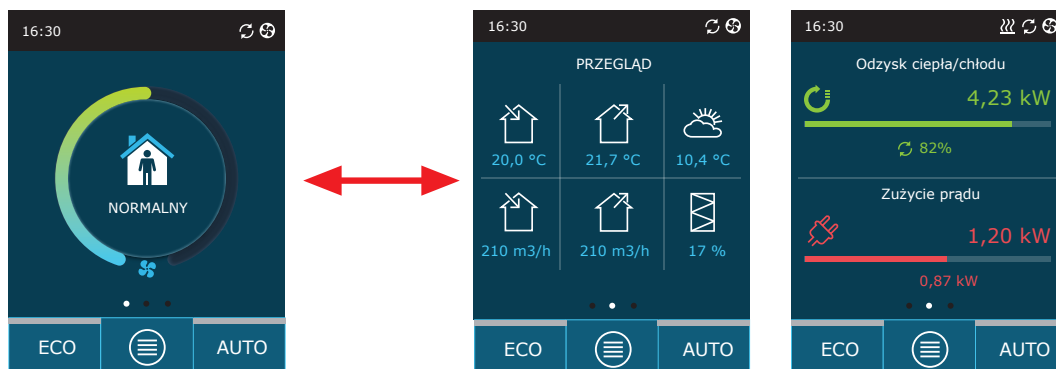 16:30
NORMALNY
ECO
AUTO
16:30
PRZEGLĄD
20,0 °C
21,7 °C
10,4 °C
210 m3/h
210 m3/h
17 %
ECO
AUTO
16:30
Odzysk ciepła/chłodu
4,23 kW
82%
Zużycie prądu
1,20 kW
0,87 kW
ECO
AUTO